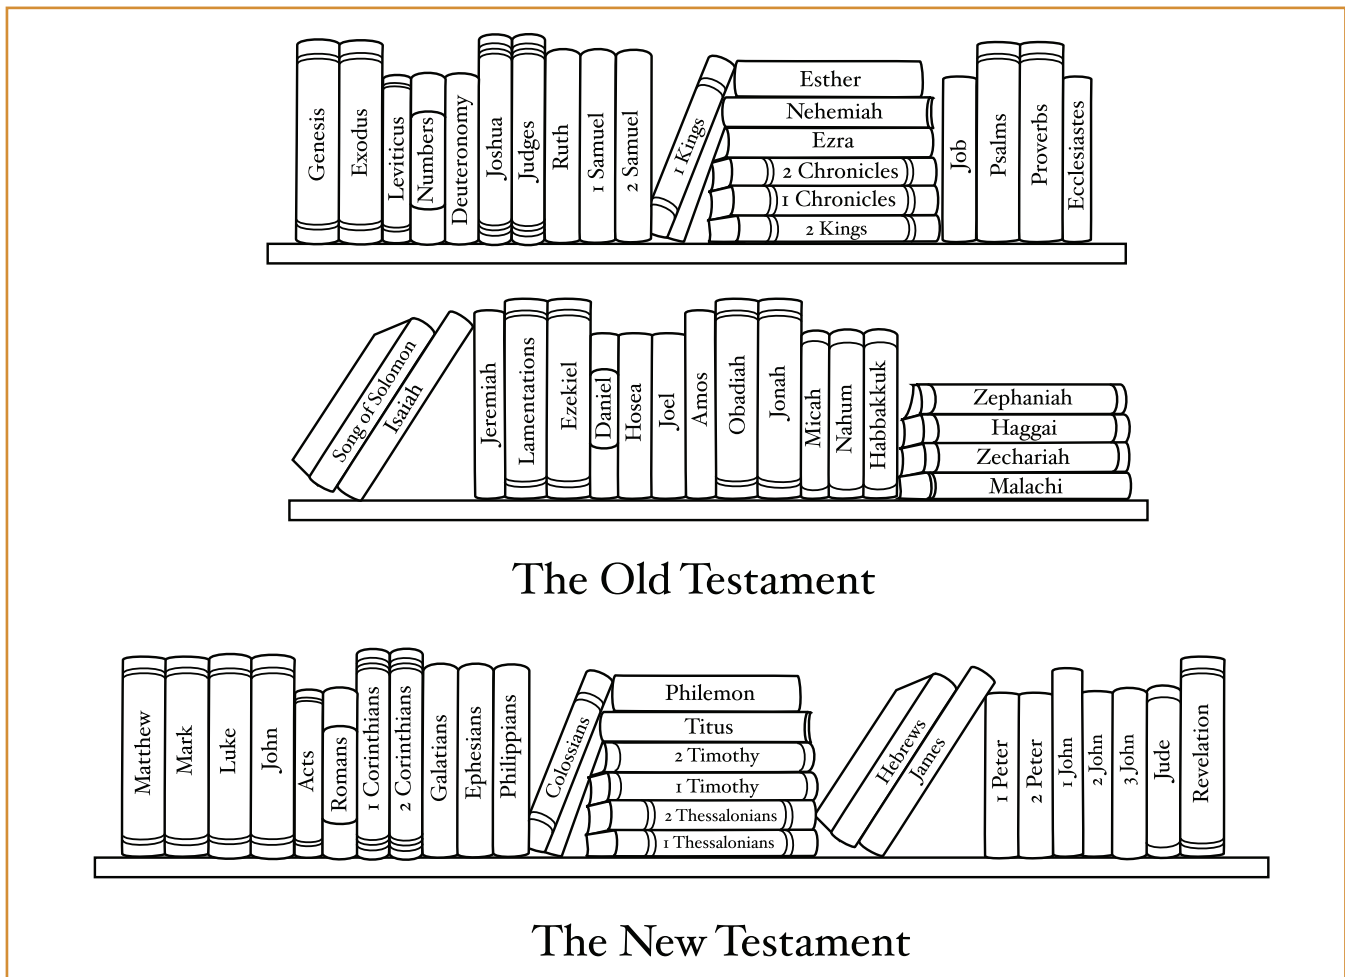 Genesis
Exodus
Leviticus
Numbers
Deuteronomy
Joshua
Judges
Ruth
1 Samuel
2 Samuel
1 Kings
Esther
Nehemiah
Ezra
2 Chronicles
1 Chronicles
2 Kings
Job
Psalms
Proverbs
Ecclesiastes
Song of Solomon
Isaiah
Jeremiah
Lamentations
Ezekiel
Daniel
Hosea
Joel
Amos
Obadiah
Jonah
Micah
Nahum
Habbakkuk
Zephaniah
Haggai
Zechariah
Malachi
The Old Testament
Matthew
Mark
Luke
John
Acts
Romans
1 Corinthians
2 Corinthians
Galatians
Ephesians
Philippians
Colossians
Philemon
Titus
2 Timothy
1 Timothy
2 Thessalonians
1 Thessalonians
Hebrews
James
1 Peter
2 Peter
1 John
2 John
3 John
Jude
Revelation
The New Testament